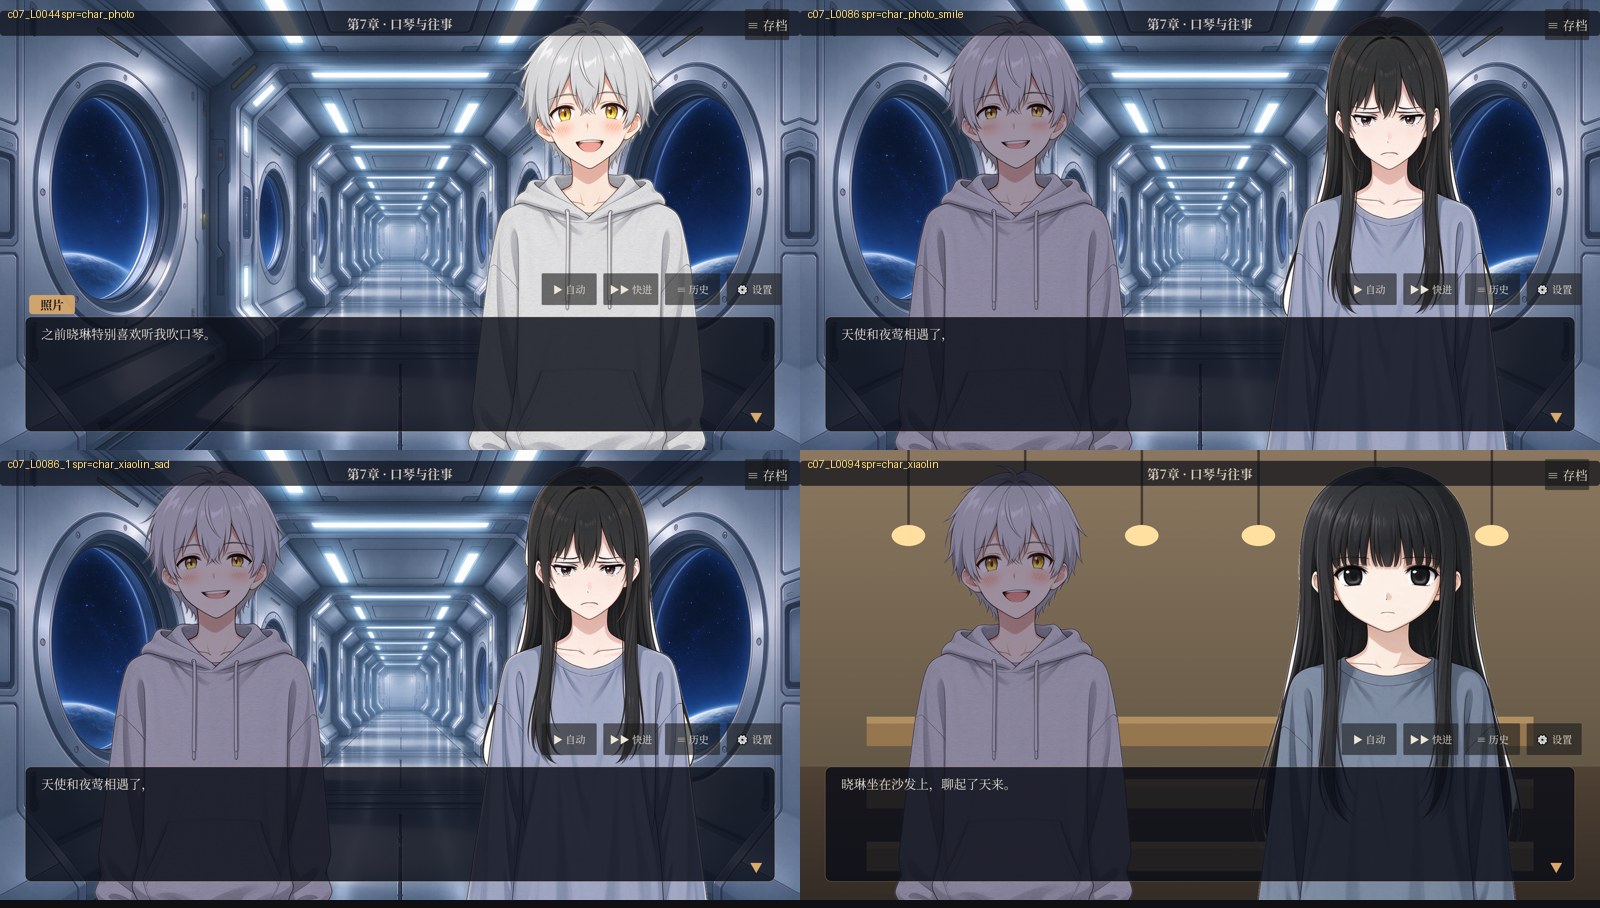 c07_L0044 spr=char_photo
第7章 · 口琴与往事
≡ 存档
▶ 自动
▶▶ 快进
≡ 历史
设置
照片
之前晓琳特别喜欢听我吹口琴。
c07_L0086 spr=char_photo_smile
第7章 · 口琴与往事
≡ 存档
▶ 自动
▶▶ 快进
≡ 历史
设置
天使和夜莺相遇了，
c07_L0086_1 spr=char_xiaolin_sad
第7章 · 口琴与往事
≡ 存档
▶ 自动
▶▶ 快进
≡ 历史
设置
天使和夜莺相遇了，
c07_L0094 spr=char_xiaolin
第7章 · 口琴与往事
≡ 存档
▶ 自动
▶▶ 快进
≡ 历史
设置
晓琳坐在沙发上，聊起了天来。